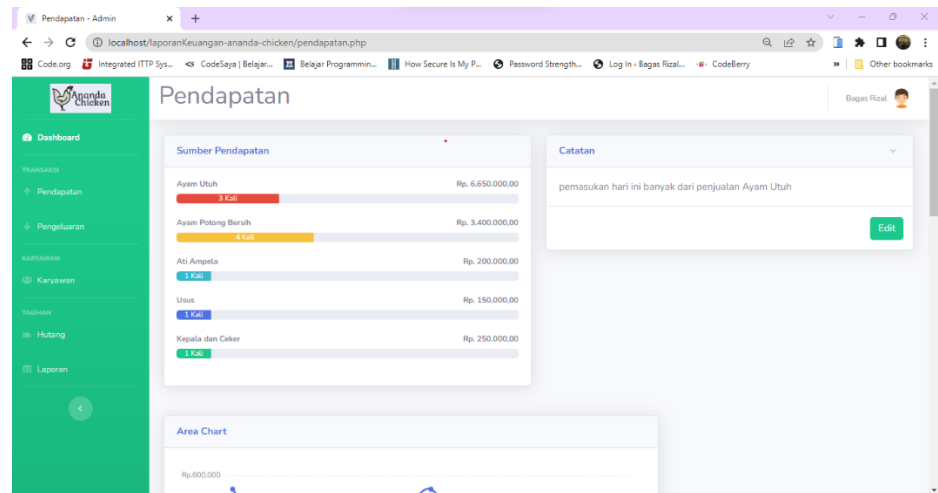 Pendapatan - Admin
localhost/laporanKeuangan-ananda-chicken/pendapatan.php
Code.org
Integrated ITTP Sys...
CodeSaya | Belajar...
Belajar Programmin...
How Secure Is My P...
Password Strength...
Log In ‹ Bagas Rizal...
CodeBerry
Other bookmarks
Ananda
Chicken
Pendapatan
Bagas Rizal
Dashboard
TRANSAKSI
Pendapatan
Pengeluaran
KARYAWAN
Karyawan
TAGIHAN
Hutang
Laporan
Sumber Pendapatan
Ayam Utuh Rp. 6.650.000,00
3 Kali
Ayam Potong Bersih Rp. 3.400.000,00
4 Kali
Ati Ampela Rp. 200.000,00
1 Kali
Usus Rp. 150.000,00
1 Kali
Kepala dan Ceker Rp. 250.000,00
1 Kali
Catatan
pemasukan hari ini banyak dari penjualan Ayam Utuh
Edit
Area Chart
Rp.600,000